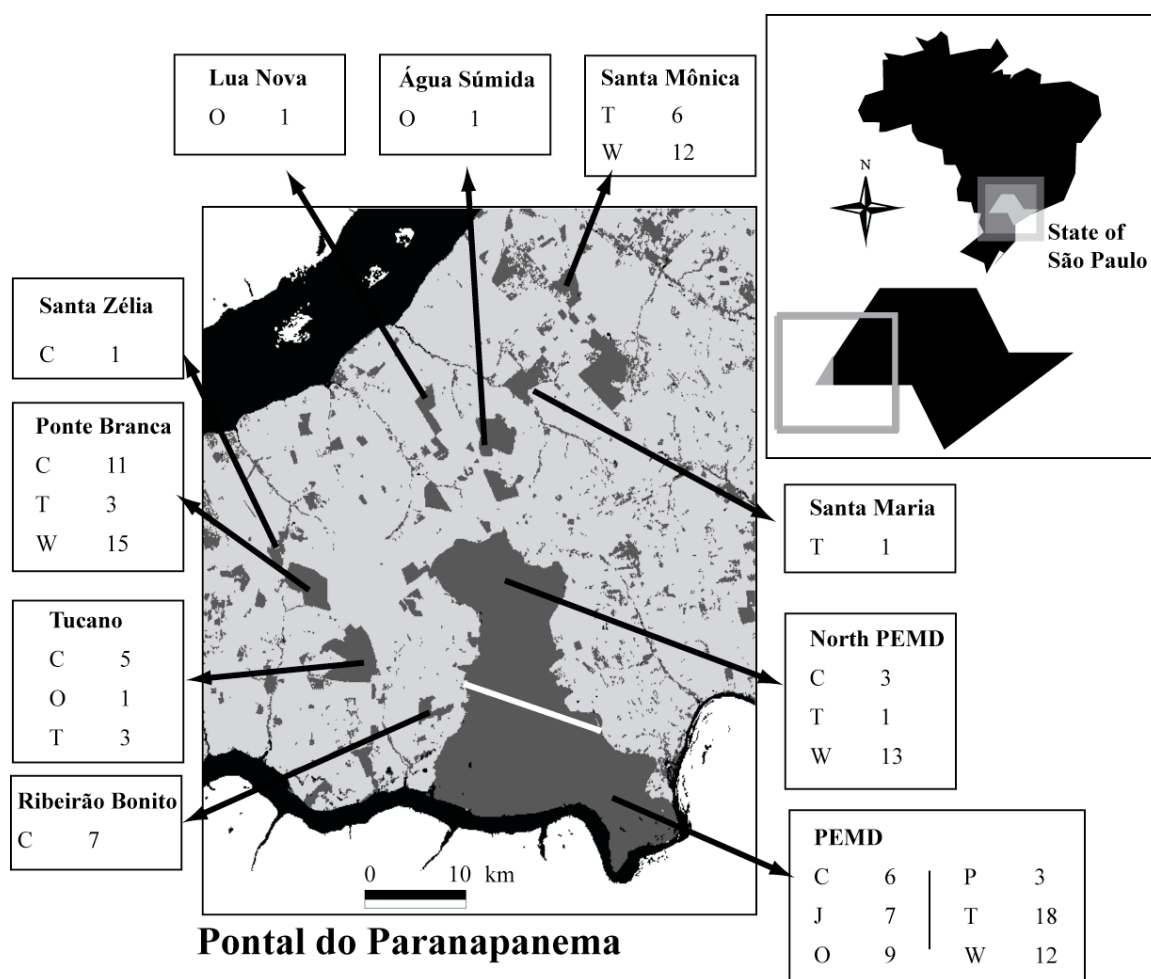 Lua Nova
O 1
Água Súmida
O 1
Santa Mônica
T 6
W 12
N
State of
São Paulo
Santa Zélia
C 1
Ponte Branca
C 11
T 3
W 15
Tucano
C 5
O 1
T 3
Ribeirão Bonito
C 7
Santa Maria
T 1
North PEMD
C 3
T 1
W 13
PEMD
C 6 P 3
J 7 T 18
O 9 W 12
0 10 km
Pontal do Paranapanema